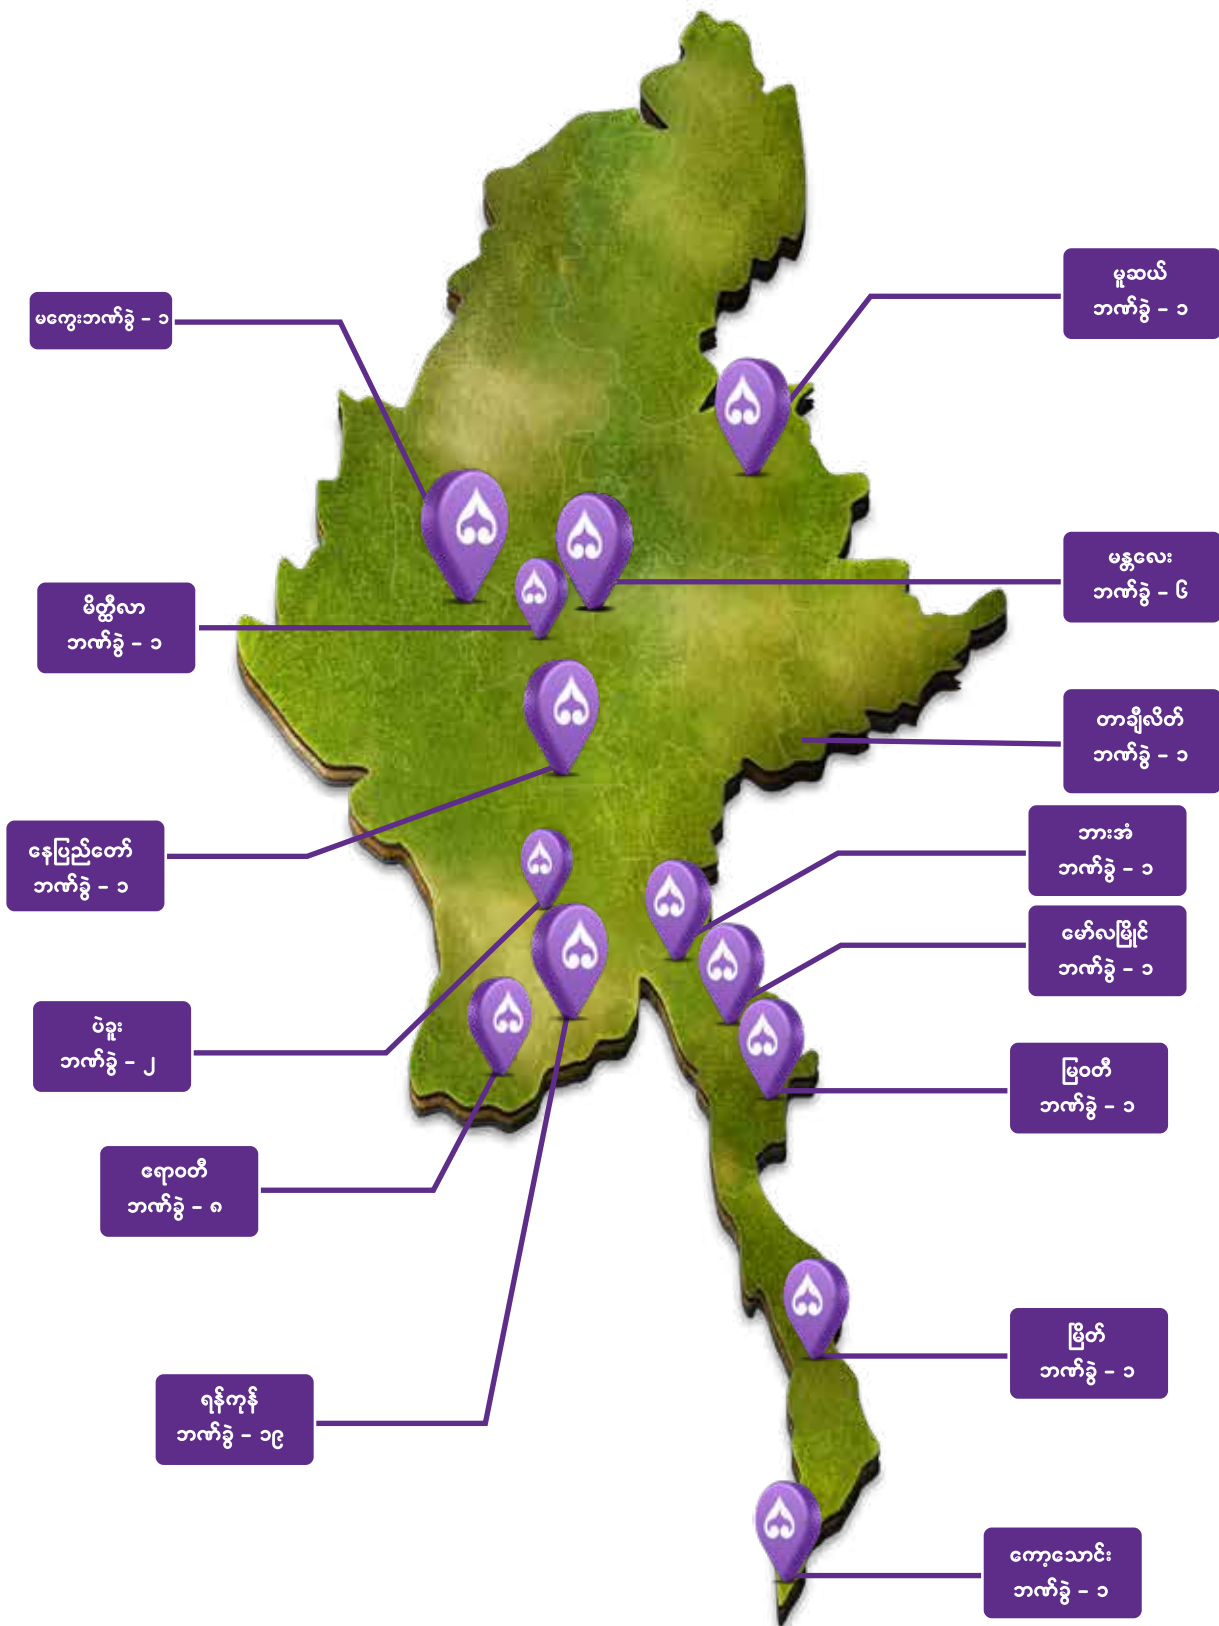 မကွေးဘဏ်ခွဲ – ၁
မိတ္ထီလာ
ဘဏ်ခွဲ – ၁
နေပြည်တော်
ဘဏ်ခွဲ – ၁
ပဲခူး
ဘဏ်ခွဲ – ၂
ဧရာဝတီ
ဘဏ်ခွဲ – ၈
ရန်ကုန်
ဘဏ်ခွဲ – ၁၉
မူဆယ်
ဘဏ်ခွဲ – ၁
မန္တလေး
ဘဏ်ခွဲ – ၆
တာချီလိတ်
ဘဏ်ခွဲ – ၁
ဘားအံ
ဘဏ်ခွဲ – ၁
မော်လမြိုင်
ဘဏ်ခွဲ – ၁
မြဝတီ
ဘဏ်ခွဲ – ၁
မြိတ်
ဘဏ်ခွဲ – ၁
ကော့သောင်း
ဘဏ်ခွဲ – ၁